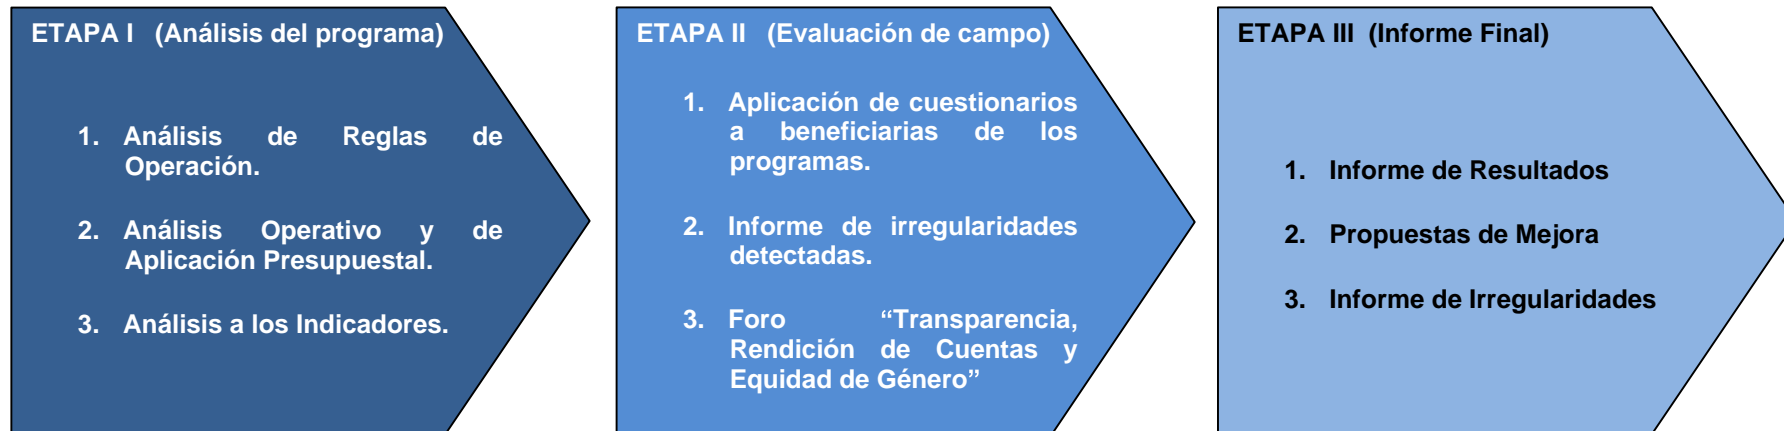 ETAPA I (Análisis del programa)
1. Análisis de Reglas de
Operación.
2. Análisis Operativo y de
Aplicación Presupuestal.
3. Análisis a los Indicadores.
ETAPA II (Evaluación de campo)
1. Aplicación de cuestionarios
a beneficiarias de los
programas.
2. Informe de irregularidades
detectadas.
3. Foro “Transparencia,
Rendición de Cuentas y
Equidad de Género”
ETAPA III (Informe Final)
1. Informe de Resultados
2. Propuestas de Mejora
3. Informe de Irregularidades